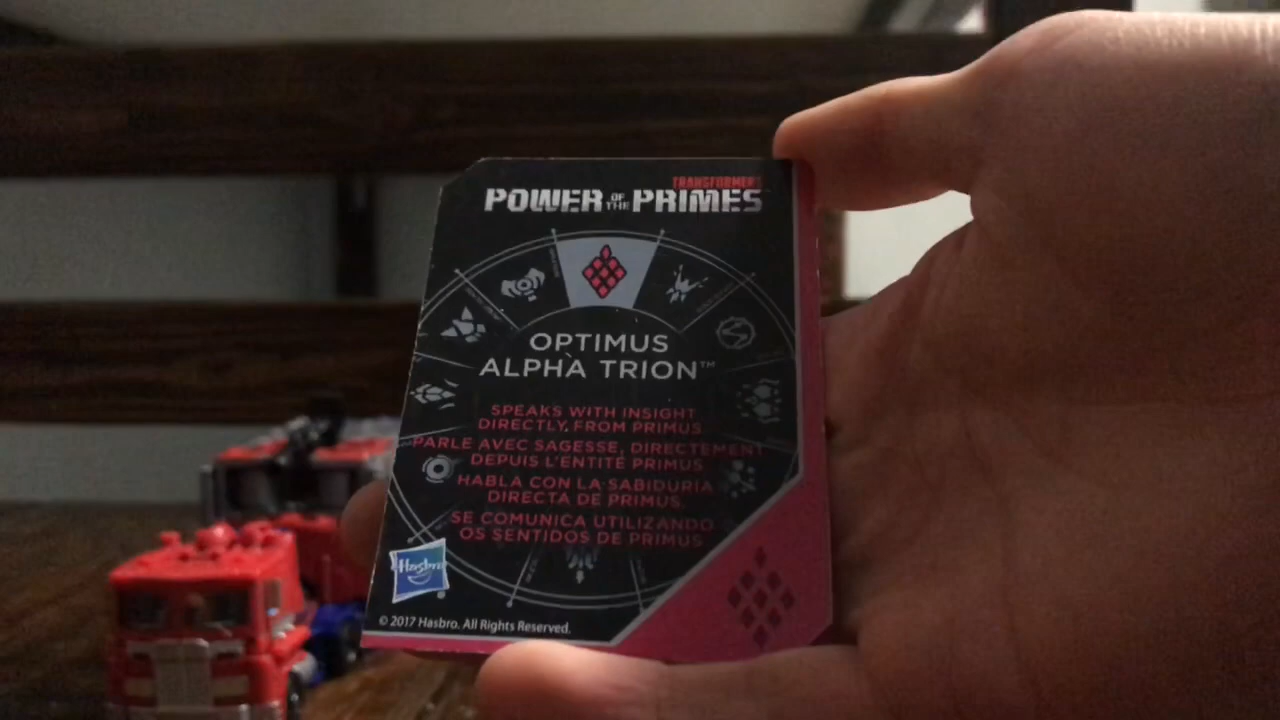 TRANSFORMERS
POWER OF THE PRIMES
OPTIMUS
ALPHA TRION™
SPEAKS WITH INSIGHT
DIRECTLY FROM PRIMUS
PARLE AVEC SAGESSE, DIRECTEMENT
DEPUIS L'ENTITÉ PRIMUS
HABLA CON LA SABIDURIA
DIRECTA DE PRIMUS.
SE COMUNICA UTILIZANDO
OS SENTIDOS DE PRIMUS
Hasbro
© 2017 Hasbro. All Rights Reserved.